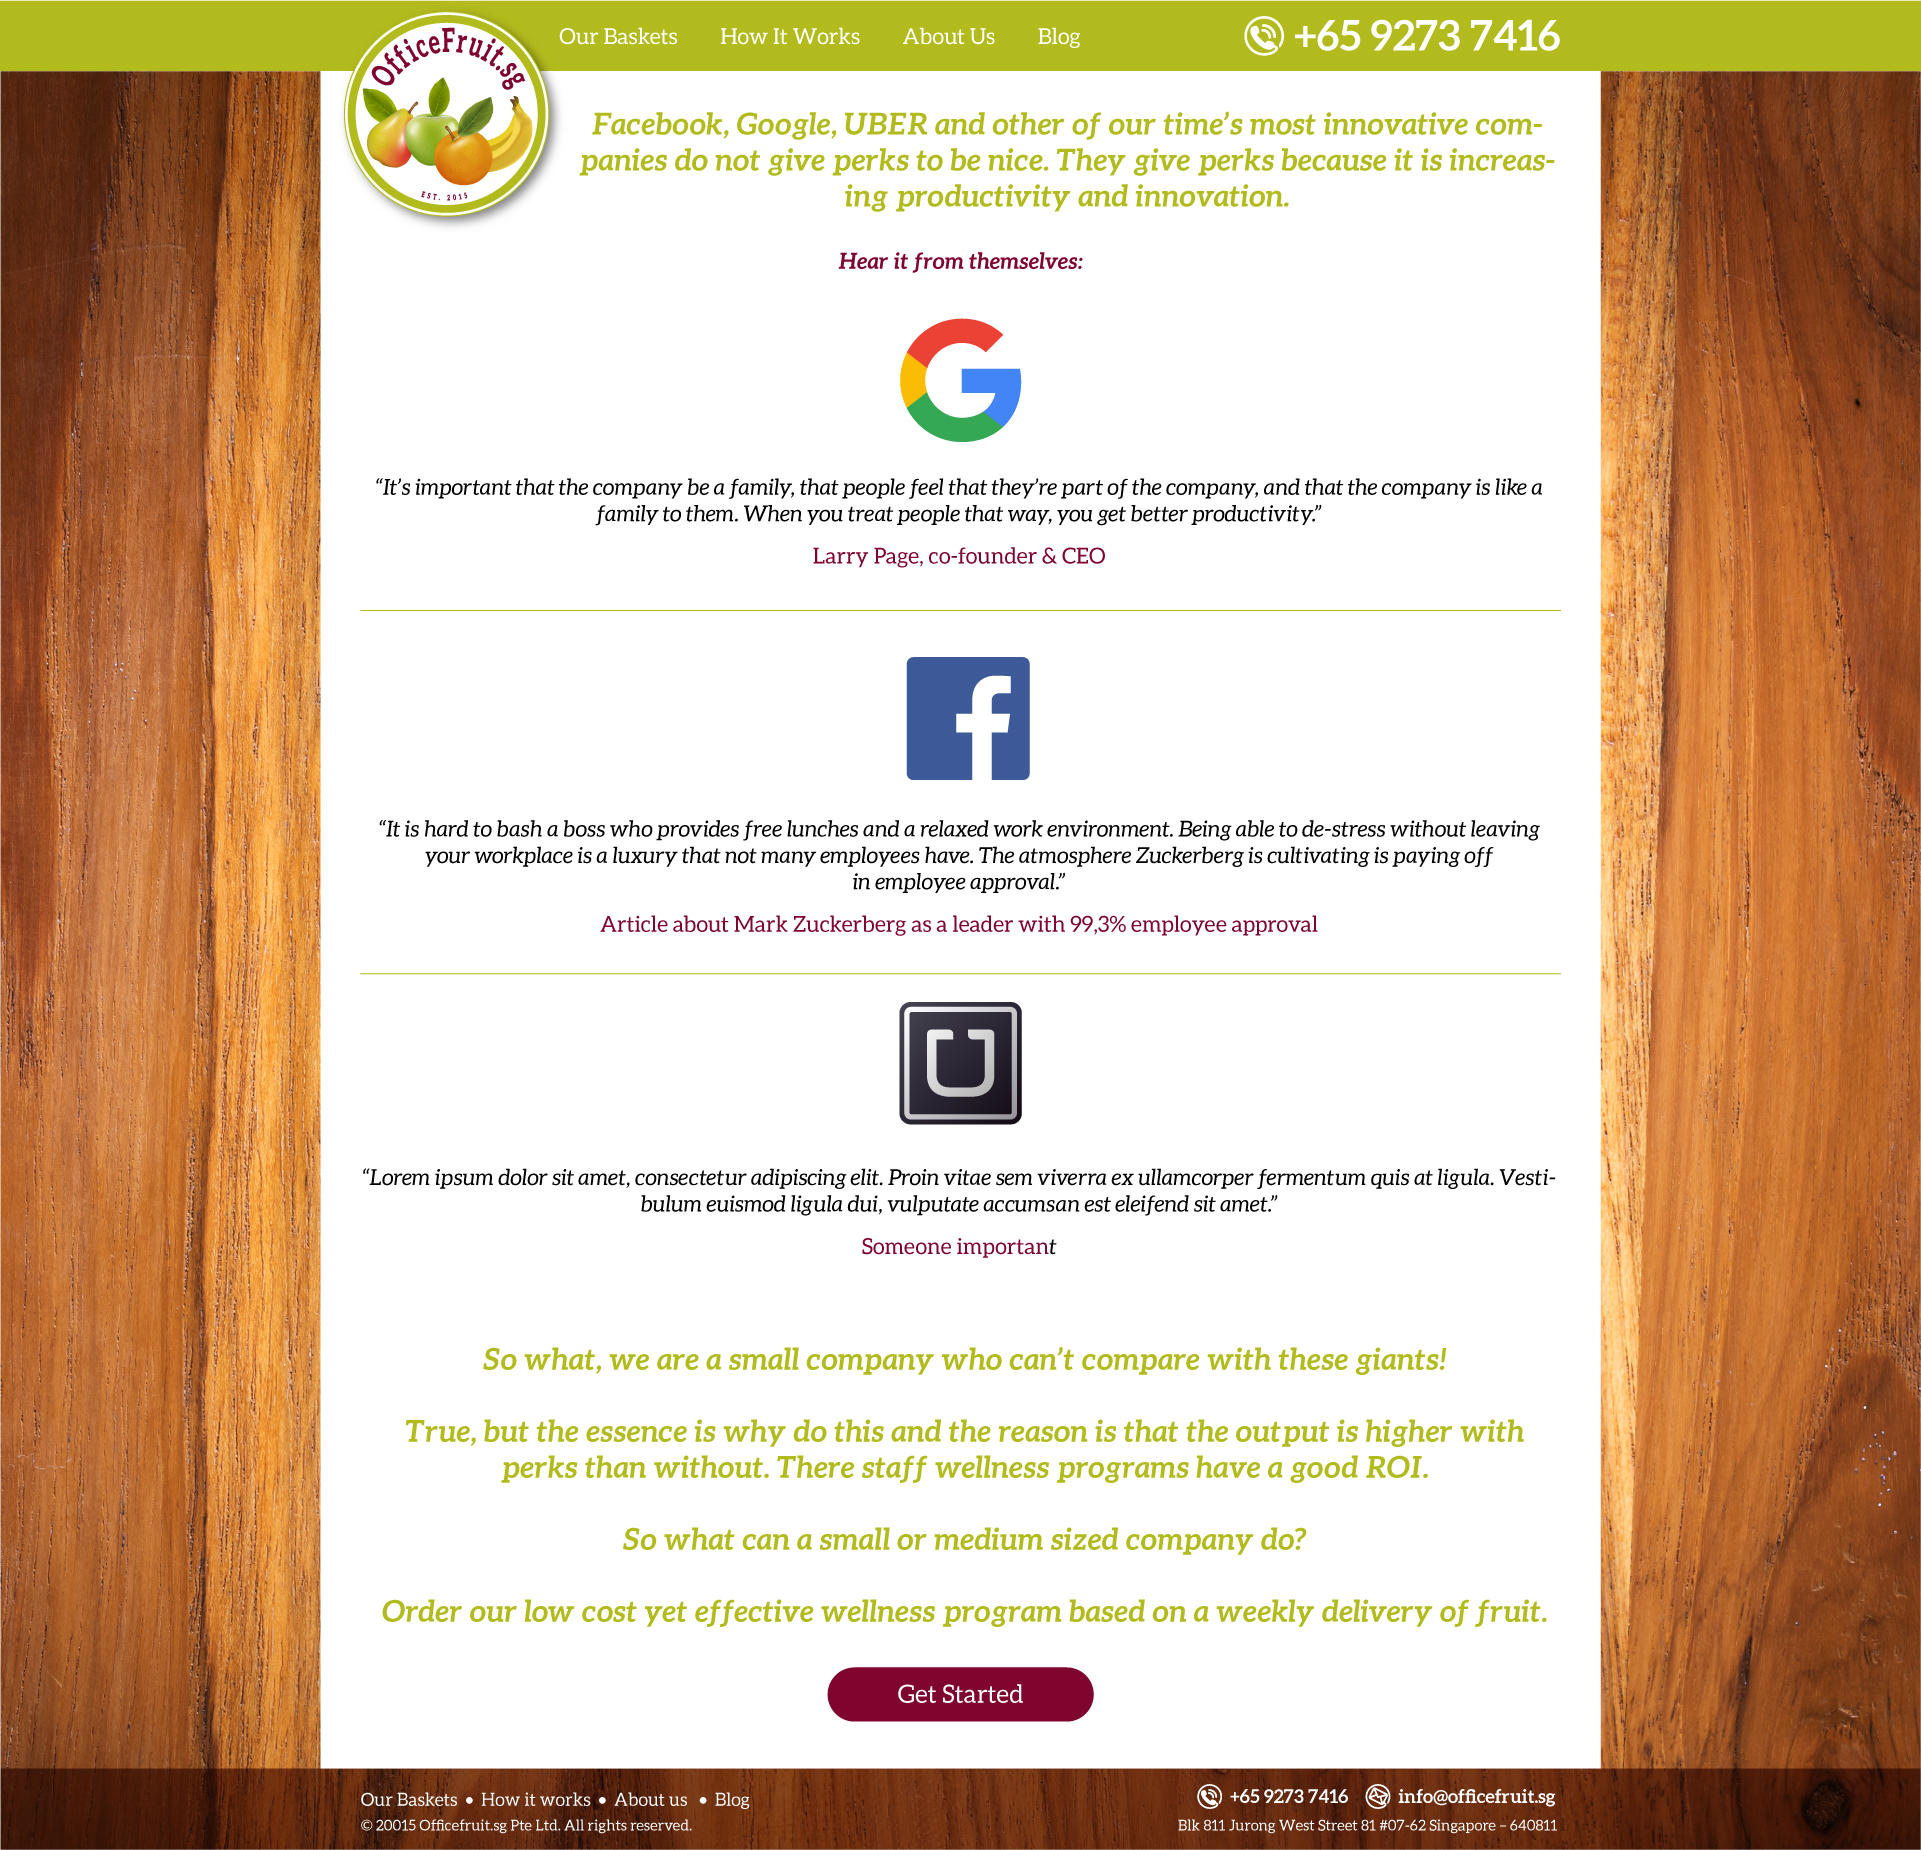 OfficeFruit.sg
EST. 2015
Our Baskets How It Works About Us Blog +65 9273 7416
Facebook, Google, UBER and other of our time’s most innovative com-
panies do not give perks to be nice. They give perks because it is increas-
ing productivity and innovation.
Hear it from themselves:
“It’s important that the company be a family, that people feel that they’re part of the company, and that the company is like a
family to them. When you treat people that way, you get better productivity.”
Larry Page, co-founder & CEO
“It is hard to bash a boss who provides free lunches and a relaxed work environment. Being able to de-stress without leaving
your workplace is a luxury that not many employees have. The atmosphere Zuckerberg is cultivating is paying off
in employee approval.”
Article about Mark Zuckerberg as a leader with 99,3% employee approval
“Lorem ipsum dolor sit amet, consectetur adipiscing elit. Proin vitae sem viverra ex ullamcorper fermentum quis at ligula. Vesti-
bulum euismod ligula dui, vulputate accumsan est eleifend sit amet.”
Someone important
So what, we are a small company who can’t compare with these giants!
True, but the essence is why do this and the reason is that the output is higher with
perks than without. There staff wellness programs have a good ROI.
So what can a small or medium sized company do?
Order our low cost yet effective wellness program based on a weekly delivery of fruit.
Get Started
Our Baskets • How it works • About us • Blog
© 20015 Officefruit.sg Pte Ltd. All rights reserved.
+65 9273 7416 info@officefruit.sg
Blk 811 Jurong West Street 81 #07-62 Singapore – 640811